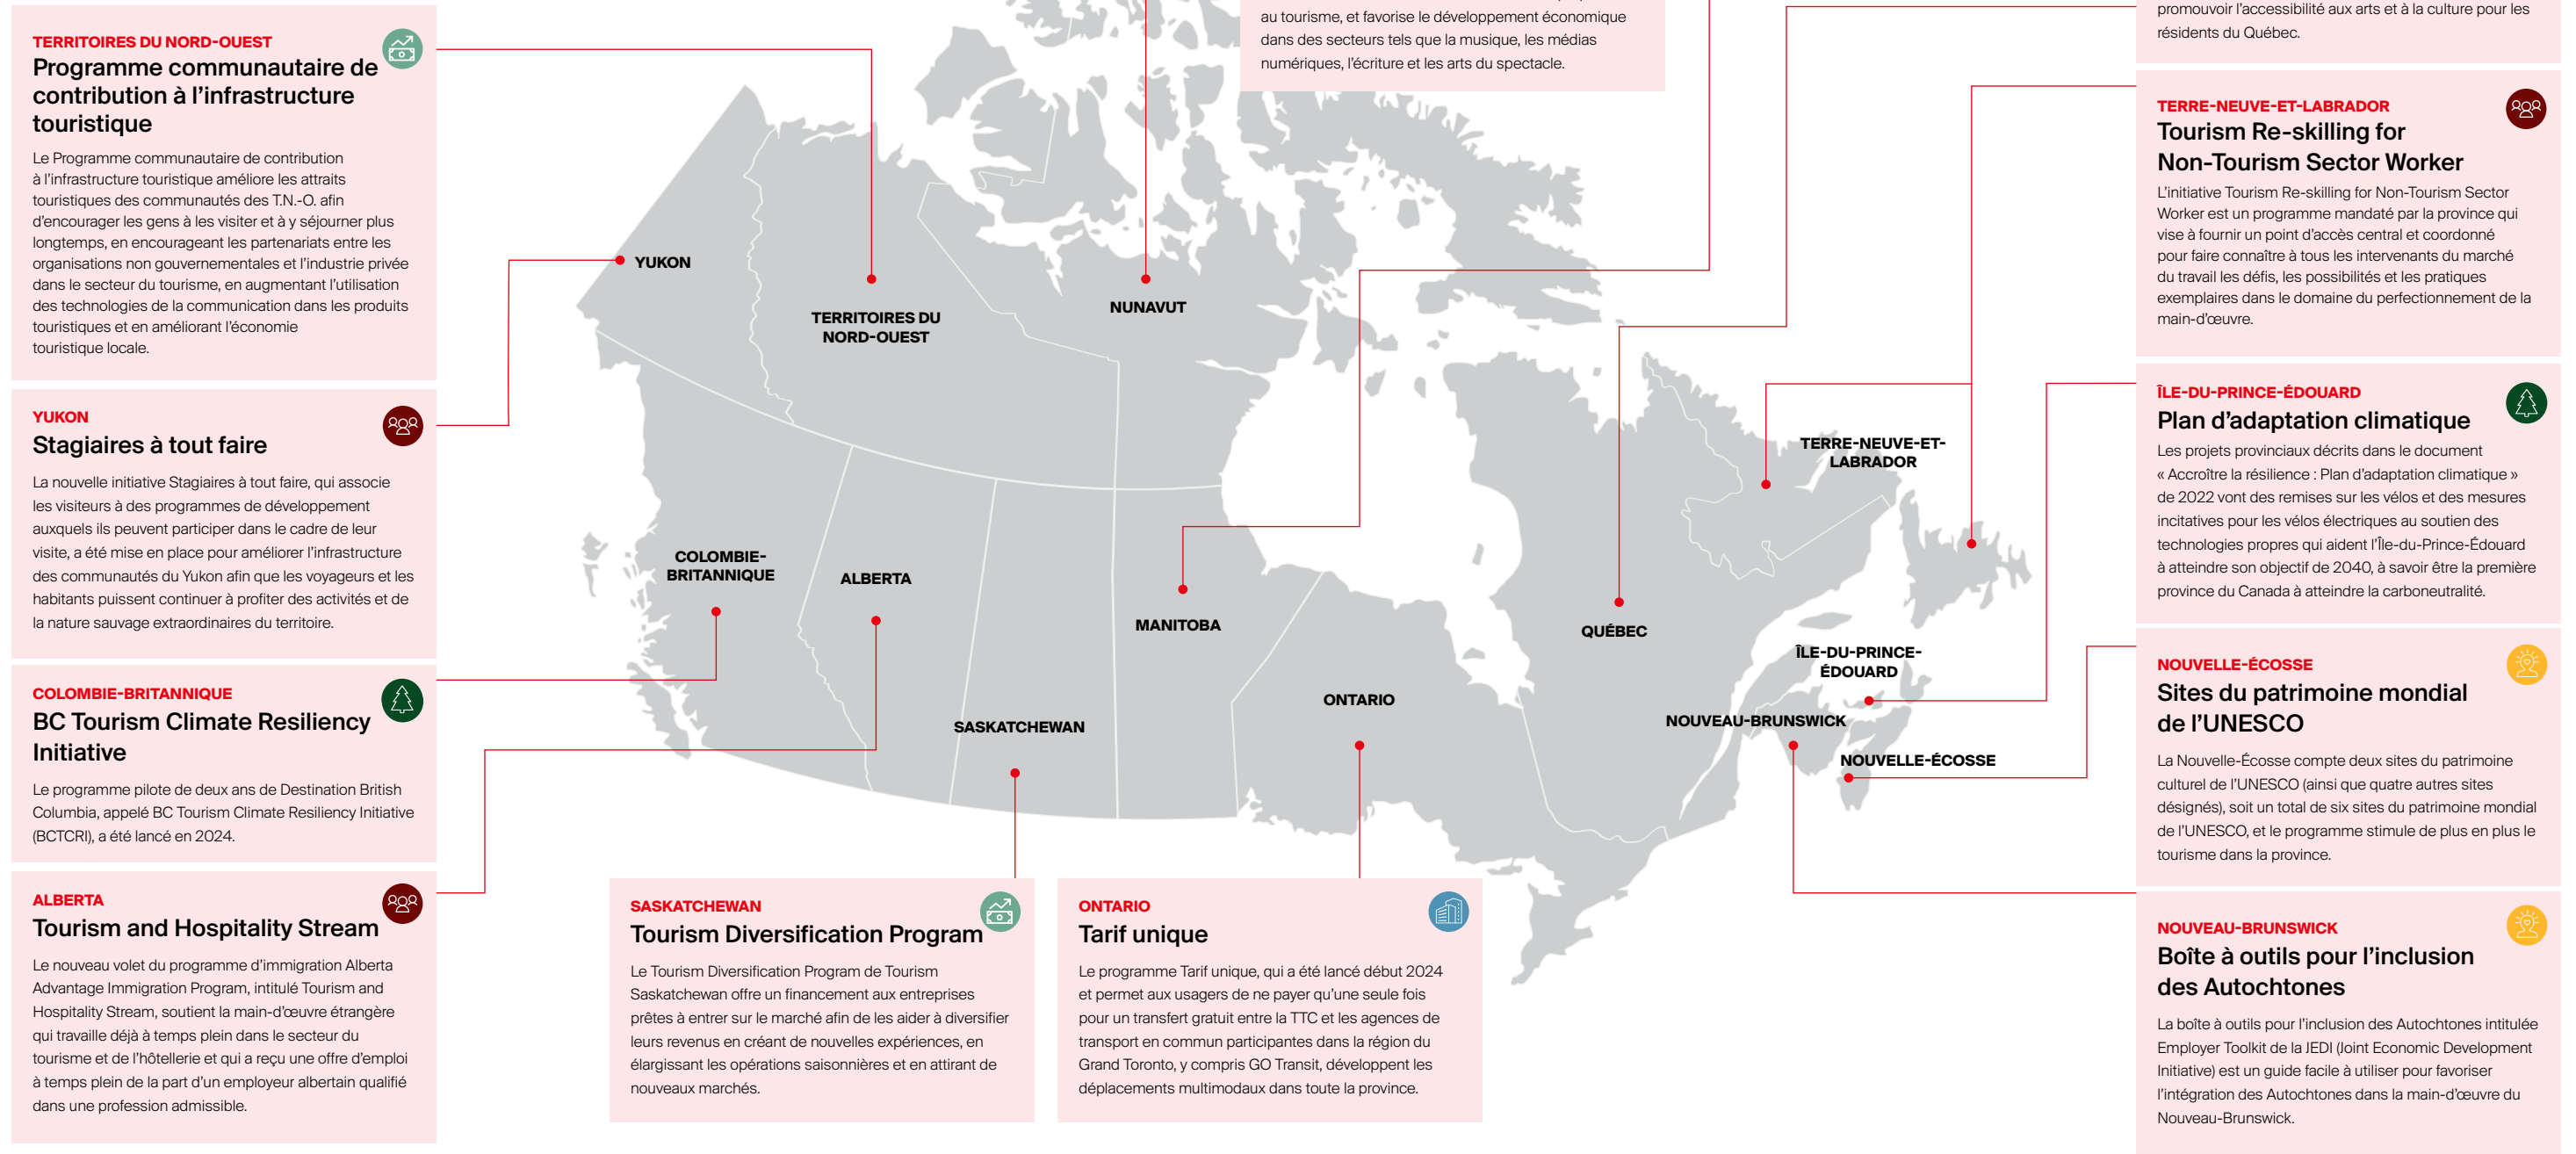 TERRITOIRES DU NORD-OUEST
Programme communautaire de
contribution à l’infrastructure
touristique
Le Programme communautaire de contribution
à l’infrastructure touristique améliore les attraits
touristiques des communautés des T.N.-O. afin
d’encourager les gens à les visiter et à y séjourner plus
longtemps, en encourageant les partenariats entre les
organisations non gouvernementales et l’industrie privée
dans le secteur du tourisme, en augmentant l’utilisation
des technologies de la communication dans les produits
touristiques et en améliorant l’économie
touristique locale.
YUKON
Stagiaires à tout faire
La nouvelle initiative Stagiaires à tout faire, qui associe
les visiteurs à des programmes de développement
auxquels ils peuvent participer dans le cadre de leur
visite, a été mise en place pour améliorer l’infrastructure
des communautés du Yukon afin que les voyageurs et les
habitants puissent continuer à profiter des activités et de
la nature sauvage extraordinaires du territoire.
COLOMBIE-BRITANNIQUE
BC Tourism Climate Resiliency
Initiative
Le programme pilote de deux ans de Destination British
Columbia, appelé BC Tourism Climate Resiliency Initiative
(BCTCRI), a été lancé en 2024.
ALBERTA
Tourism and Hospitality Stream
Le nouveau volet du programme d’immigration Alberta
Advantage Immigration Program, intitulé Tourism and
Hospitality Stream, soutient la main-d’œuvre étrangère
qui travaille déjà à temps plein dans le secteur du
tourisme et de l’hôtellerie et qui a reçu une offre d’emploi
à temps plein de la part d’un employeur albertain qualifié
dans une profession admissible.
au tourisme, et favorise le développement économique
dans des secteurs tels que la musique, les médias
numériques, l’écriture et les arts du spectacle.
YUKON
TERRITOIRES DU
NORD-OUEST
NUNAVUT
COLOMBIE-
BRITANNIQUE
ALBERTA
SASKATCHEWAN
MANITOBA
ONTARIO
QUÉBEC
TERRE-NEUVE-ET-
LABRADOR
ÎLE-DU-PRINCE-
ÉDOUARD
NOUVEAU-BRUNSWICK
NOUVELLE-ÉCOSSE
SASKATCHEWAN
Tourism Diversification Program
Le Tourism Diversification Program de Tourism
Saskatchewan offre un financement aux entreprises
prêtes à entrer sur le marché afin de les aider à diversifier
leurs revenus en créant de nouvelles expériences, en
élargissant les opérations saisonnières et en attirant de
nouveaux marchés.
ONTARIO
Tarif unique
Le programme Tarif unique, qui a été lancé début 2024
et permet aux usagers de ne payer qu’une seule fois
pour un transfert gratuit entre la TTC et les agences de
transport en commun participantes dans la région du
Grand Toronto, y compris GO Transit, développent les
déplacements multimodaux dans toute la province.
promouvoir l’accessibilité aux arts et à la culture pour les
résidents du Québec.
TERRE-NEUVE-ET-LABRADOR
Tourism Re-skilling for
Non-Tourism Sector Worker
L’initiative Tourism Re-skilling for Non-Tourism Sector
Worker est un programme mandaté par la province qui
vise à fournir un point d’accès central et coordonné
pour faire connaître à tous les intervenants du marché
du travail les défis, les possibilités et les pratiques
exemplaires dans le domaine du perfectionnement de la
main-d’œuvre.
ÎLE-DU-PRINCE-ÉDOUARD
Plan d’adaptation climatique
Les projets provinciaux décrits dans le document
« Accroître la résilience : Plan d’adaptation climatique »
de 2022 vont des remises sur les vélos et des mesures
incitatives pour les vélos électriques au soutien des
technologies propres qui aident l’Île-du-Prince-Édouard
à atteindre son objectif de 2040, à savoir être la première
province du Canada à atteindre la carboneutralité.
NOUVELLE-ÉCOSSE
Sites du patrimoine mondial
de l’UNESCO
La Nouvelle-Écosse compte deux sites du patrimoine
culturel de l’UNESCO (ainsi que quatre autres sites
désignés), soit un total de six sites du patrimoine mondial
de l’UNESCO, et le programme stimule de plus en plus le
tourisme dans la province.
NOUVEAU-BRUNSWICK
Boîte à outils pour l’inclusion
des Autochtones
La boîte à outils pour l’inclusion des Autochtones intitulée
Employer Toolkit de la JEDI (Joint Economic Development
Initiative) est un guide facile à utiliser pour favoriser
l’intégration des Autochtones dans la main-d’œuvre du
Nouveau-Brunswick.